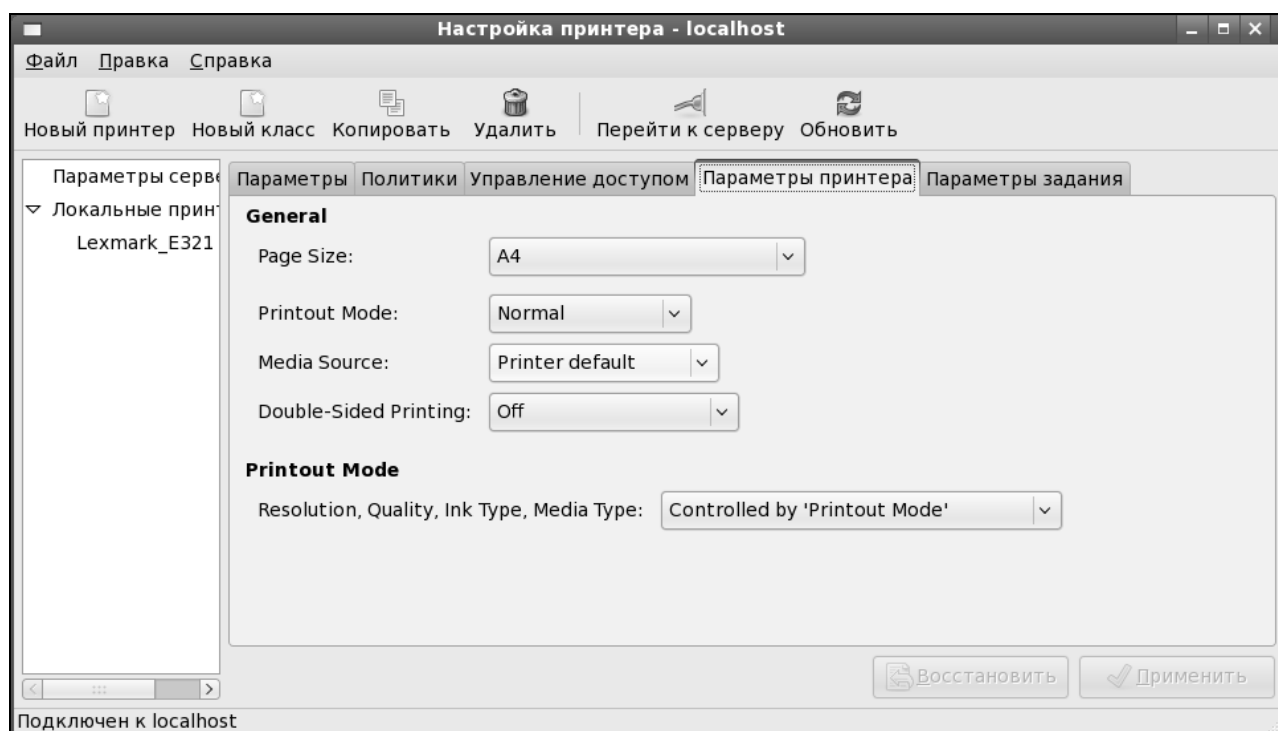 Настройка принтера - localhost
Файл Правка Справка
Новый принтер Новый класс Копировать Удалить Перейти к серверу Обновить
Параметры серве
Локальные принт
Lexmark_E321
Параметры Политики Управление доступом Параметры принтера Параметры задания
General
Page Size: A4
Printout Mode: Normal
Media Source: Printer default
Double-Sided Printing: Off
Printout Mode
Resolution, Quality, Ink Type, Media Type: Controlled by 'Printout Mode'
Восстановить Применить
Подключен к localhost